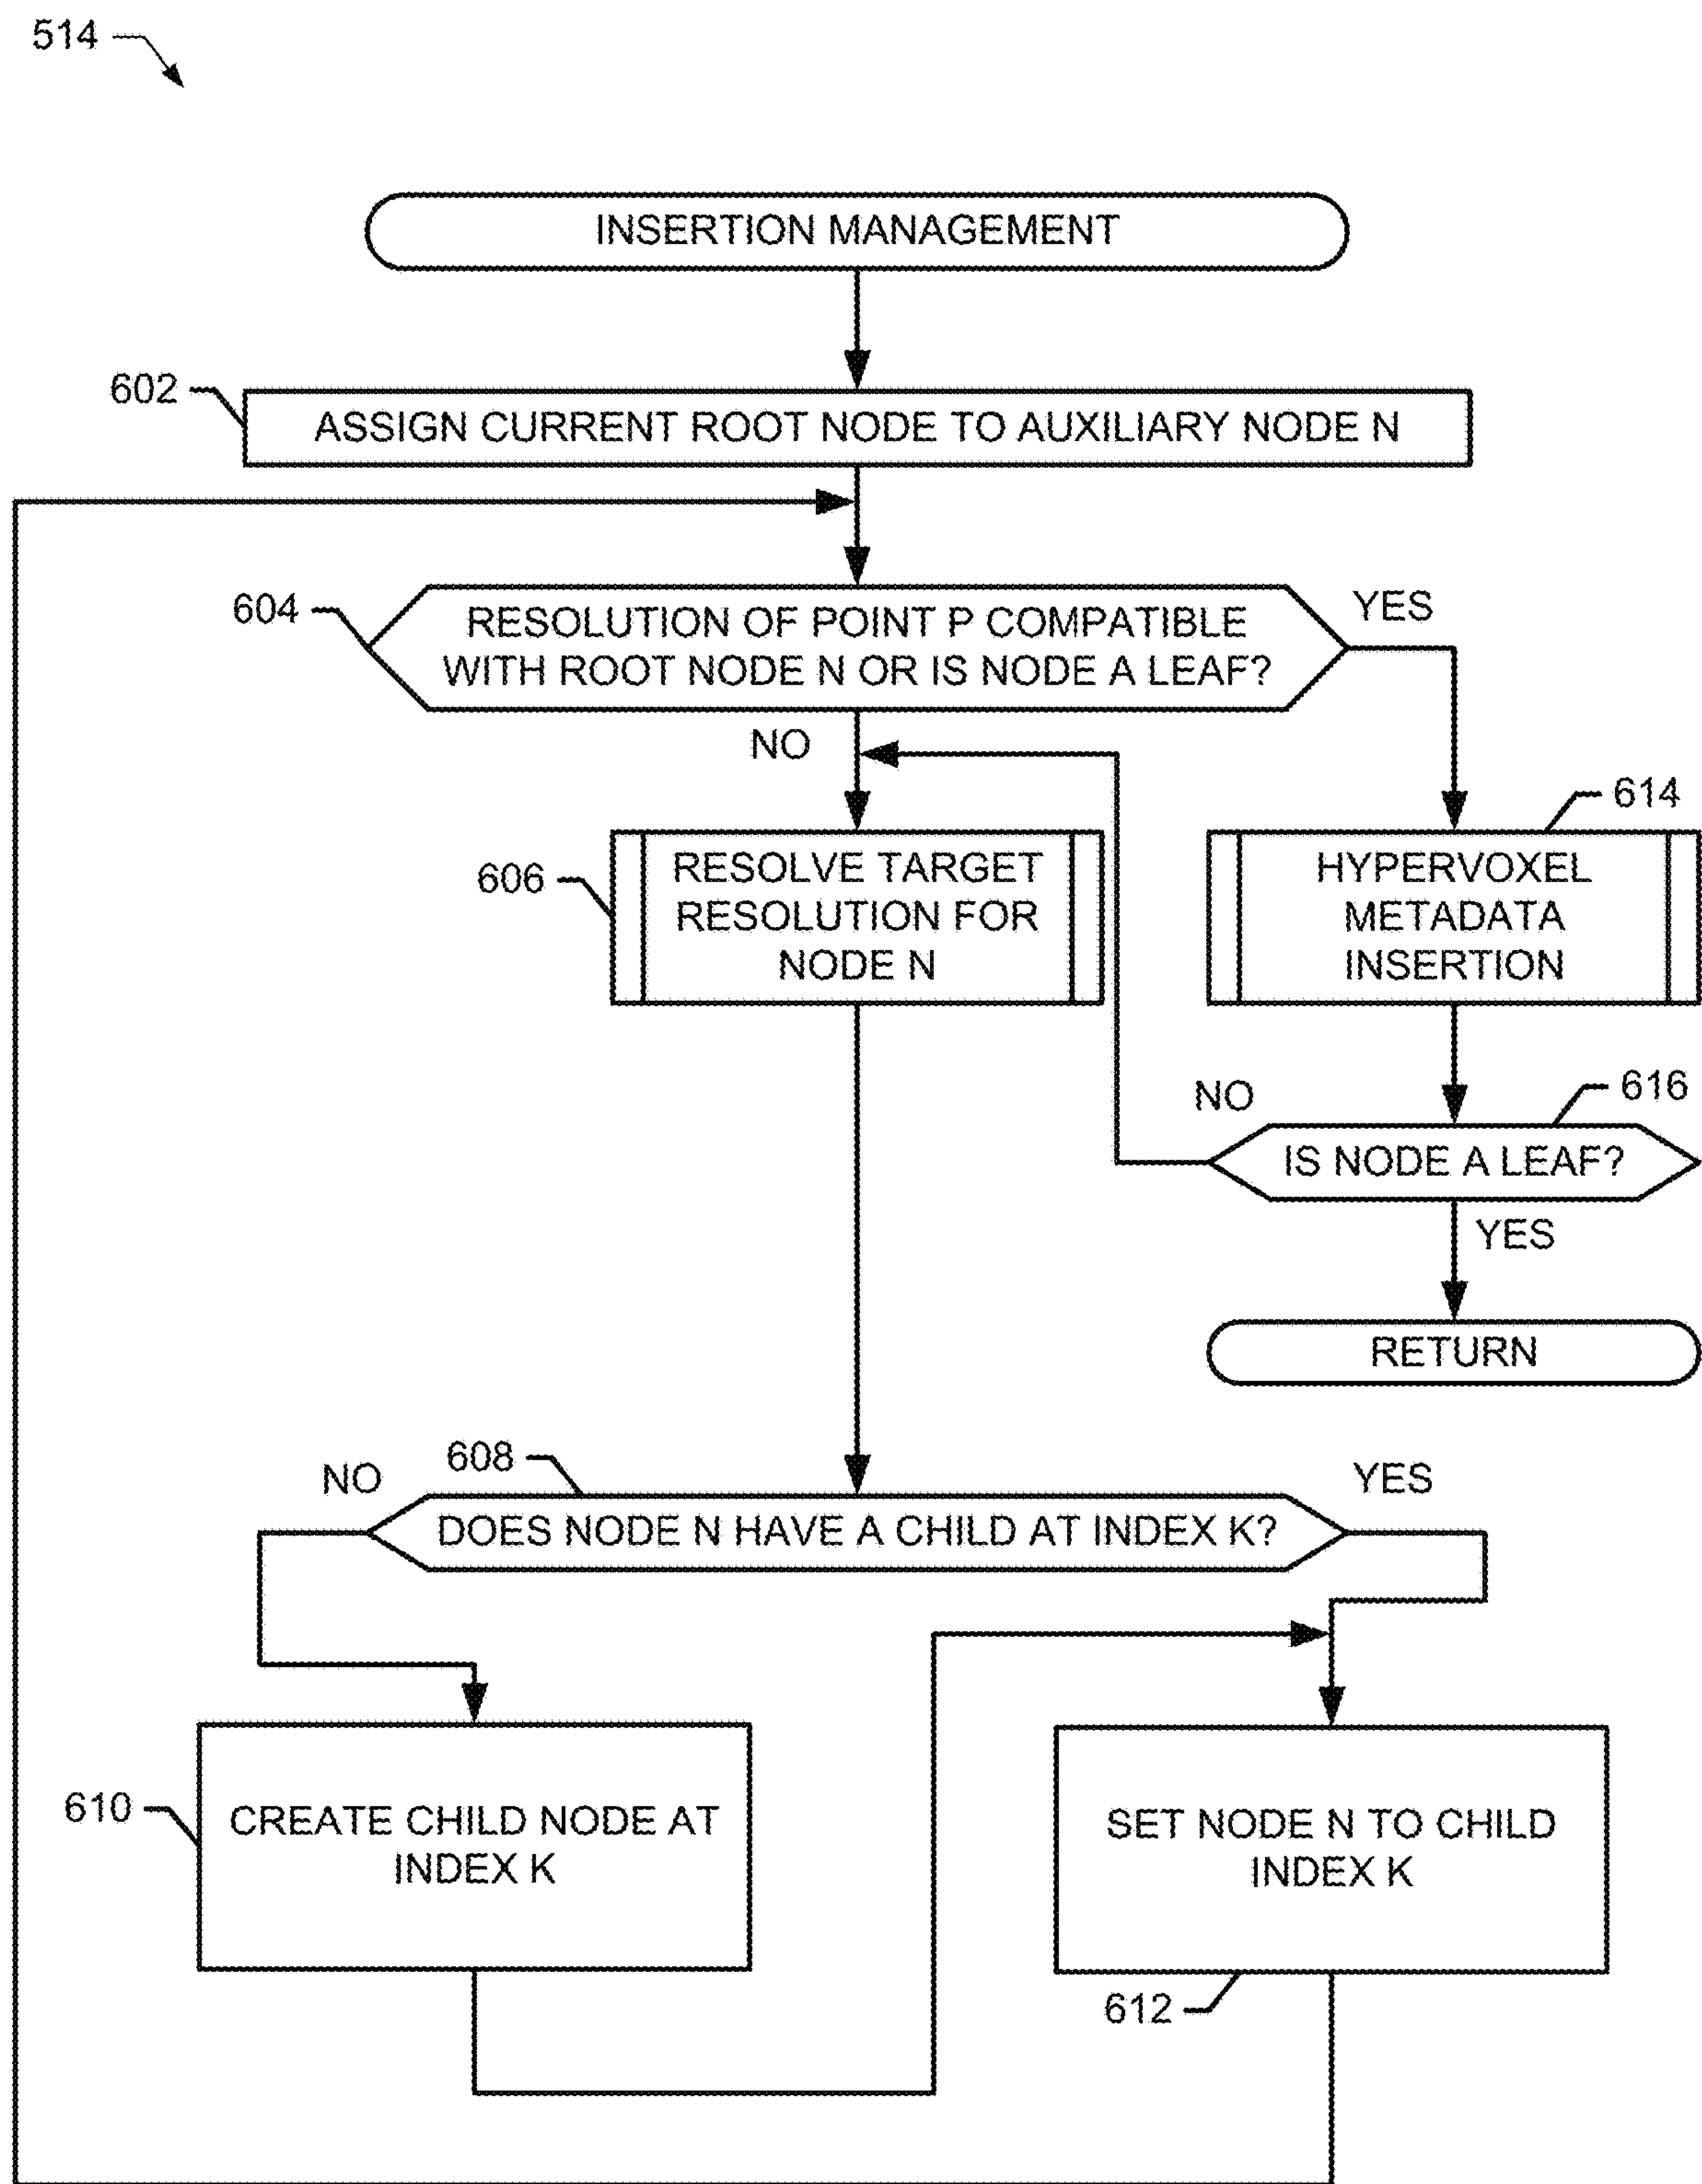 514
INSERTION MANAGEMENT
602
ASSIGN CURRENT ROOT NODE TO AUXILIARY NODE N
604
RESOLUTION OF POINT P COMPATIBLE
WITH ROOT NODE N OR IS NODE A LEAF?
YES
NO
614
606
RESOLVE TARGET
RESOLUTION FOR
NODE N
HYPERVOXEL
METADATA
INSERTION
NO
616
IS NODE A LEAF?
YES
RETURN
NO
608
YES
DOES NODE N HAVE A CHILD AT INDEX K?
610
CREATE CHILD NODE AT
INDEX K
SET NODE N TO CHILD
INDEX K
612